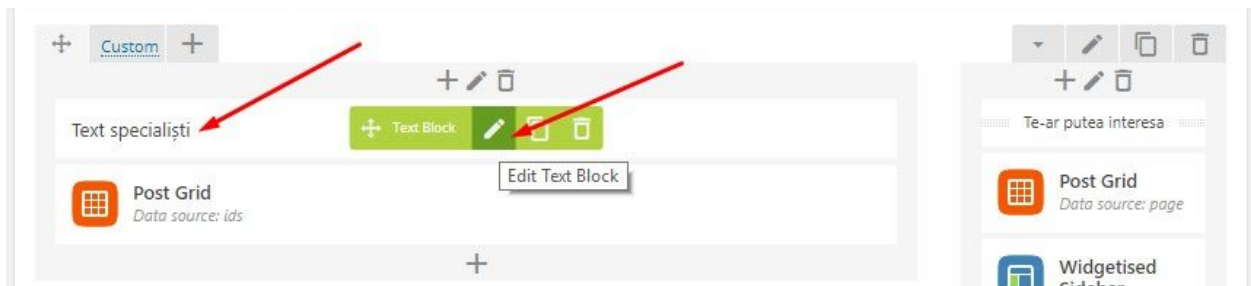 Custom
Text specialiști
Text Block
Edit Text Block
Post Grid
Data source: ids
Te-ar putea interesa
Post Grid
Data source: page
Widgetised
Sidebar